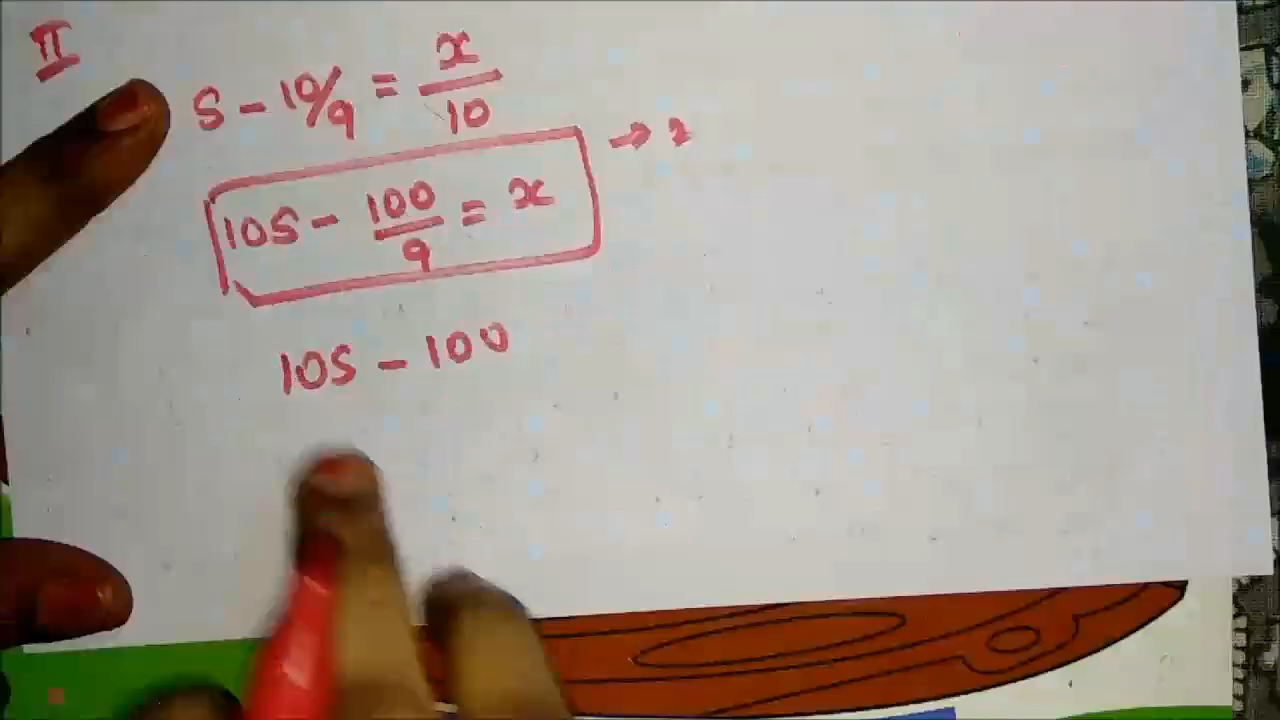 II
S - 10/9 = x/10
10S - 100/9 = x → 2
10S - 100